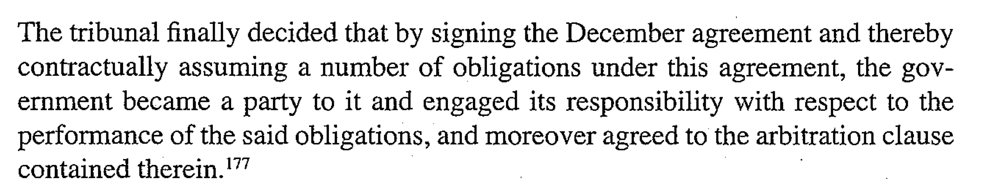 The tribunal finally decided that by signing the December agreement and thereby
contractually assuming a number of obligations under this agreement, the gov-
ernment became a party to it and engaged its responsibility with respect to the
performance of the said obligations, and moreover agreed to the arbitration clause
contained therein.177